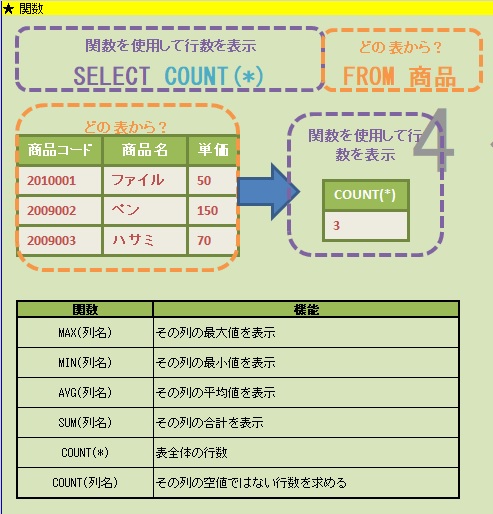 ★ 関数
関数を使用して行数を表示
SELECT COUNT(*)
どの表から？
FROM 商品
どの表から？
商品コード 商品名 単価
2010001 ファイル 50
2009002 ペン 150
2009003 ハサミ 70
関数を使用して行
数を表示
4
COUNT(*)
3
関数 機能
MAX(列名) その列の最大値を表示
MIN(列名) その列の最小値を表示
AVG(列名) その列の平均値を表示
SUM(列名) その列の合計を表示
COUNT(*) 表全体の行数
COUNT(列名) その列の空値ではない行数を求める